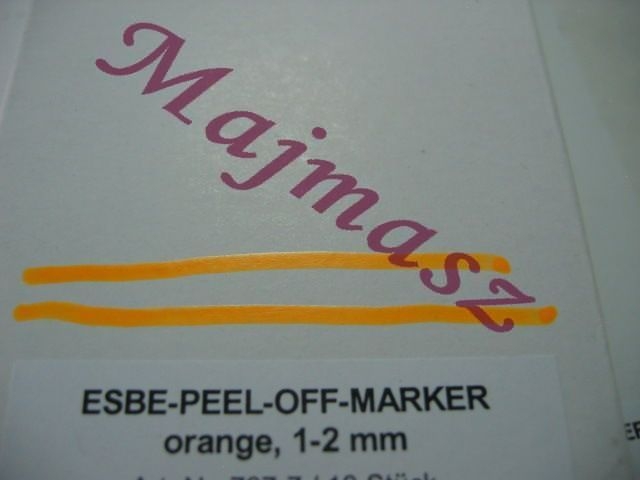 Majmasz
ESBE-PEEL-OFF-MARKER
orange, 1-2 mm